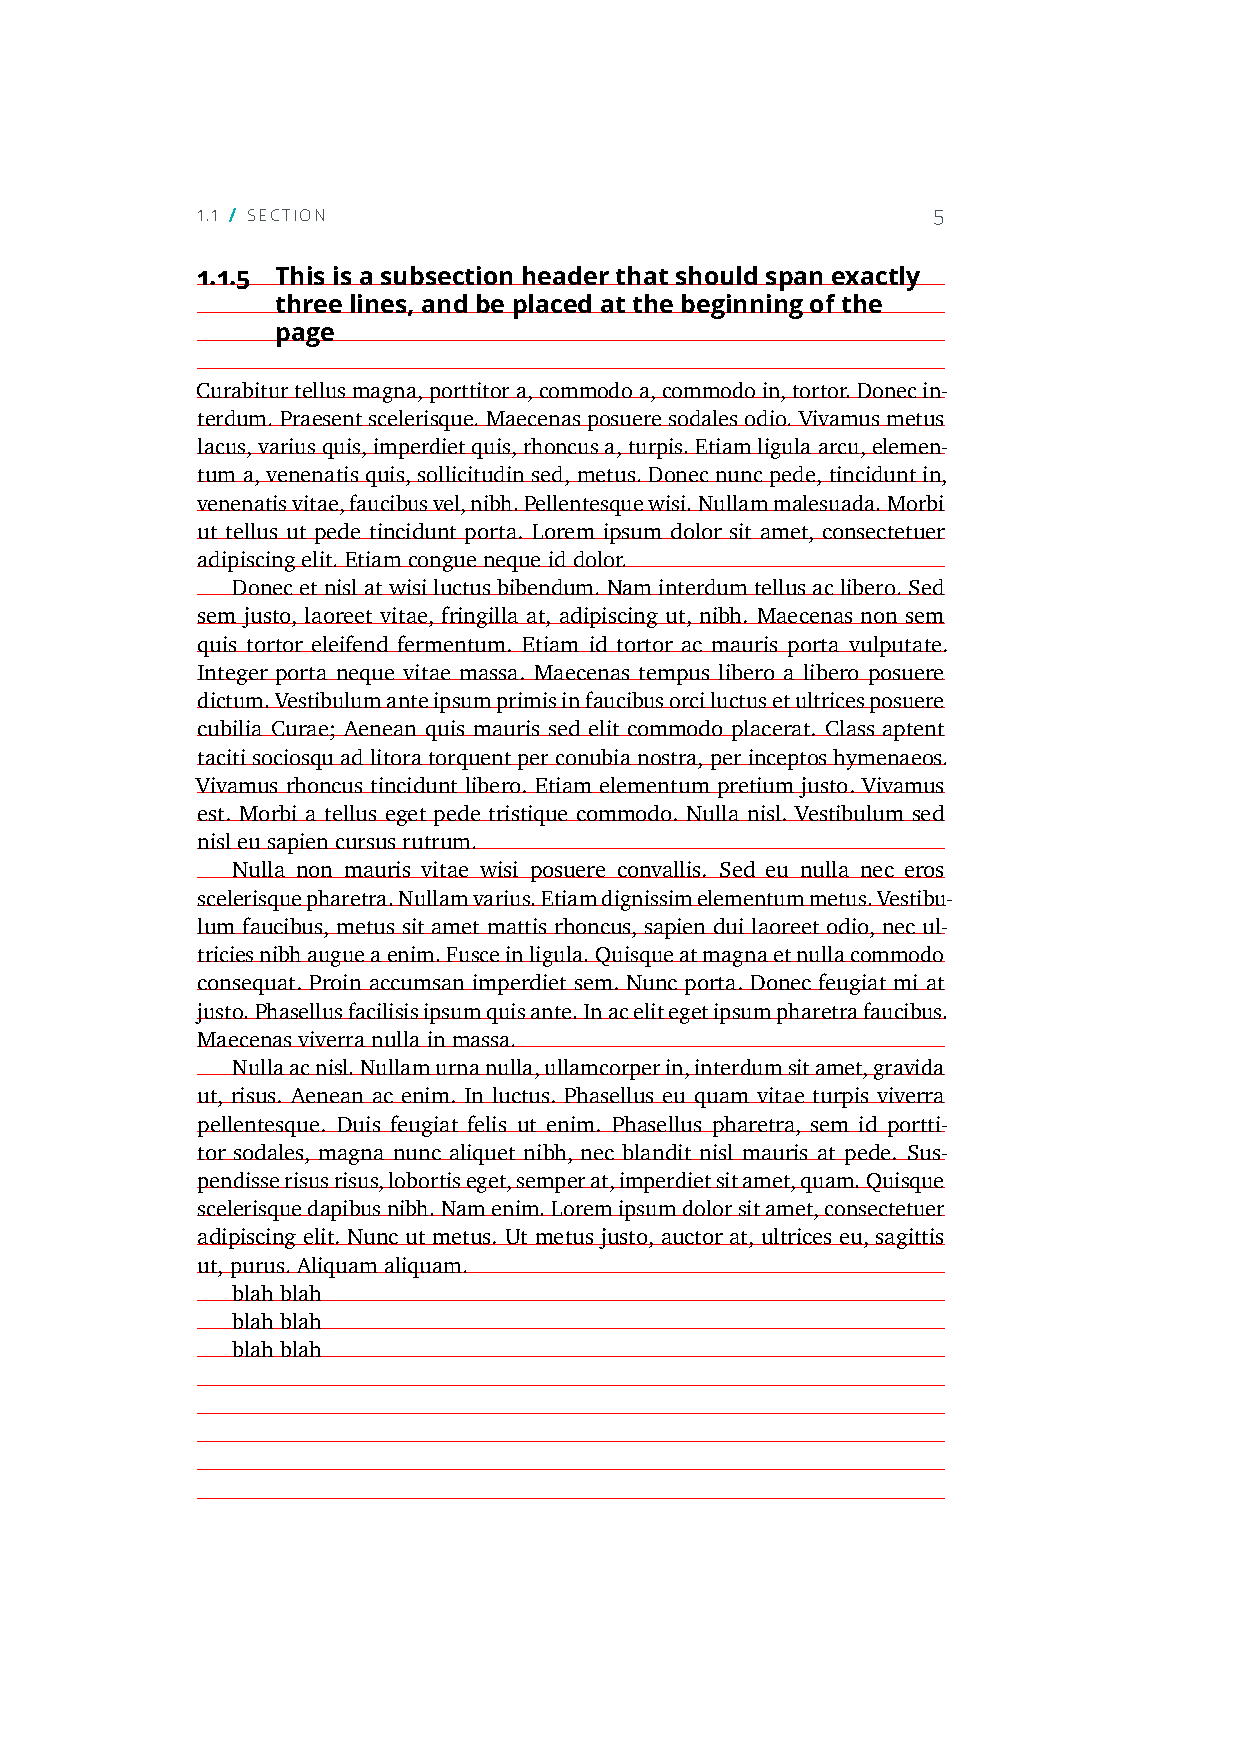 1.1 / SECTION 5
1.1.5 This is a subsection header that should span exactly
three lines, and be placed at the beginning of the
page
Curabitur tellus magna, porttitor a, commodo a, commodo in, tortor. Donec in-
terdum. Praesent scelerisque. Maecenas posuere sodales odio. Vivamus metus
lacus, varius quis, imperdiet quis, rhoncus a, turpis. Etiam ligula arcu, elemen-
tum a, venenatis quis, sollicitudin sed, metus. Donec nunc pede, tincidunt in,
venenatis vitae, faucibus vel, nibh. Pellentesque wisi. Nullam malesuada. Morbi
ut tellus ut pede tincidunt porta. Lorem ipsum dolor sit amet, consectetuer
adipiscing elit. Etiam congue neque id dolor.
Donec et nisl at wisi luctus bibendum. Nam interdum tellus ac libero. Sed
sem justo, laoreet vitae, fringilla at, adipiscing ut, nibh. Maecenas non sem
quis tortor eleifend fermentum. Etiam id tortor ac mauris porta vulputate.
Integer porta neque vitae massa. Maecenas tempus libero a libero posuere
dictum. Vestibulum ante ipsum primis in faucibus orci luctus et ultrices posuere
cubilia Curae; Aenean quis mauris sed elit commodo placerat. Class aptent
taciti sociosqu ad litora torquent per conubia nostra, per inceptos hymenaeos.
Vivamus rhoncus tincidunt libero. Etiam elementum pretium justo. Vivamus
est. Morbi a tellus eget pede tristique commodo. Nulla nisl. Vestibulum sed
nisl eu sapien cursus rutrum.
Nulla non mauris vitae wisi posuere convallis. Sed eu nulla nec eros
scelerisque pharetra. Nullam varius. Etiam dignissim elementum metus. Vestibu-
lum faucibus, metus sit amet mattis rhoncus, sapien dui laoreet odio, nec ul-
tricies nibh augue a enim. Fusce in ligula. Quisque at magna et nulla commodo
consequat. Proin accumsan imperdiet sem. Nunc porta. Donec feugiat mi at
justo. Phasellus facilisis ipsum quis ante. In ac elit eget ipsum pharetra faucibus.
Maecenas viverra nulla in massa.
Nulla ac nisl. Nullam urna nulla, ullamcorper in, interdum sit amet, gravida
ut, risus. Aenean ac enim. In luctus. Phasellus eu quam vitae turpis viverra
pellentesque. Duis feugiat felis ut enim. Phasellus pharetra, sem id portti-
tor sodales, magna nunc aliquet nibh, nec blandit nisl mauris at pede. Sus-
pendisse risus risus, lobortis eget, semper at, imperdiet sit amet, quam. Quisque
scelerisque dapibus nibh. Nam enim. Lorem ipsum dolor sit amet, consectetuer
adipiscing elit. Nunc ut metus. Ut metus justo, auctor at, ultrices eu, sagittis
ut, purus. Aliquam aliquam.
blah blah
blah blah
blah blah